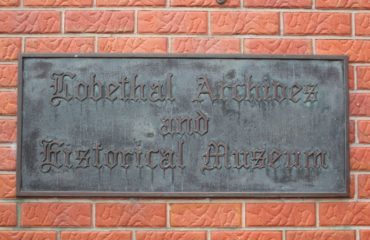 Lobethal Archives
and
Historical Museum